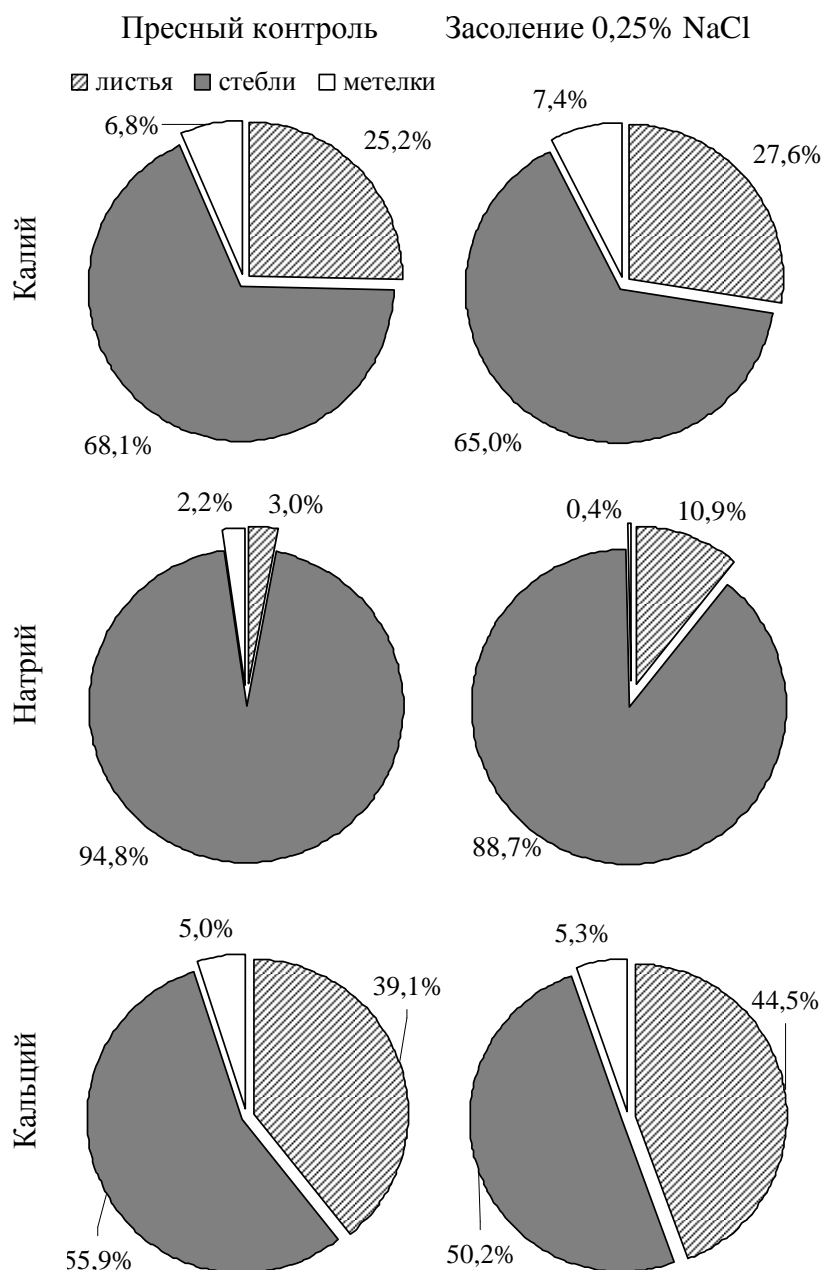 Пресный контроль Засоление 0,25% NaCl
листья стебли метелки
6,8% 25,2% 7,4% 27,6%
Калий
68,1% 65,0%
2,2% 3,0% 0,4% 10,9%
Натрий
94,8% 88,7%
5,0% 39,1% 5,3% 44,5%
Кальций
55,9% 50,2%